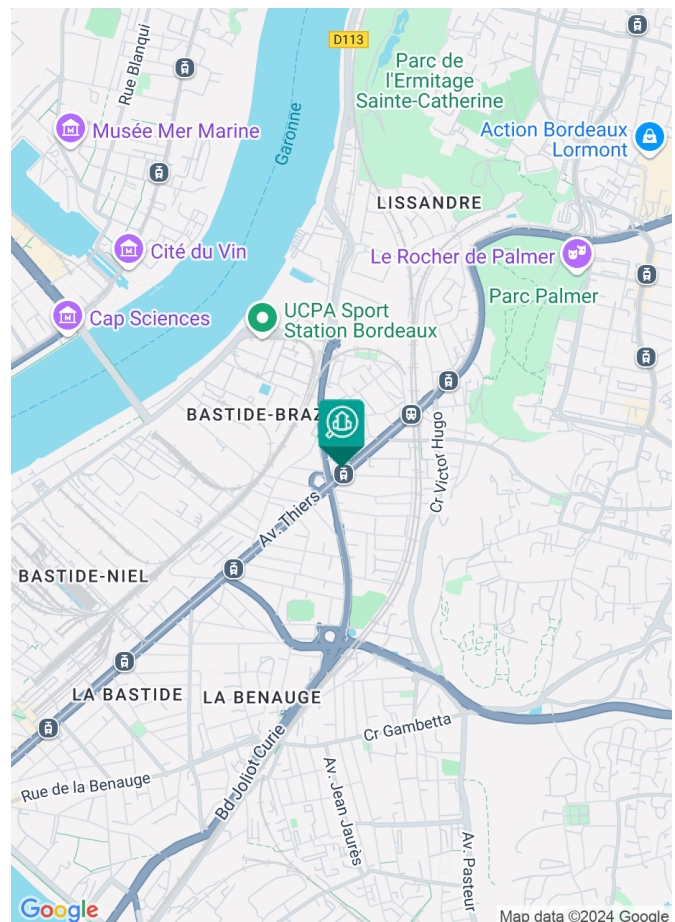 D113
Rue Blanqui
Parc de
l'Ermitage
Sainte-Catherine
Garonne
Musée Mer Marine
Action Bordeaux
Lormont
LISSANDRE
Cité du Vin
Le Rocher de Palmer
Parc Palmer
UCPA Sport
Station Bordeaux
Cap Sciences
BASTIDE-BRAZ
Cr Victor Hugo
Av. Thiers
BASTIDE-NIEL
LA BASTIDE
LA BENAUGE
Cr Gambetta
Bd Joliot Curie
Rue de la Benauge
Av. Jean Jaurès
Av. Pasteur
Google
Map data ©2024 Google